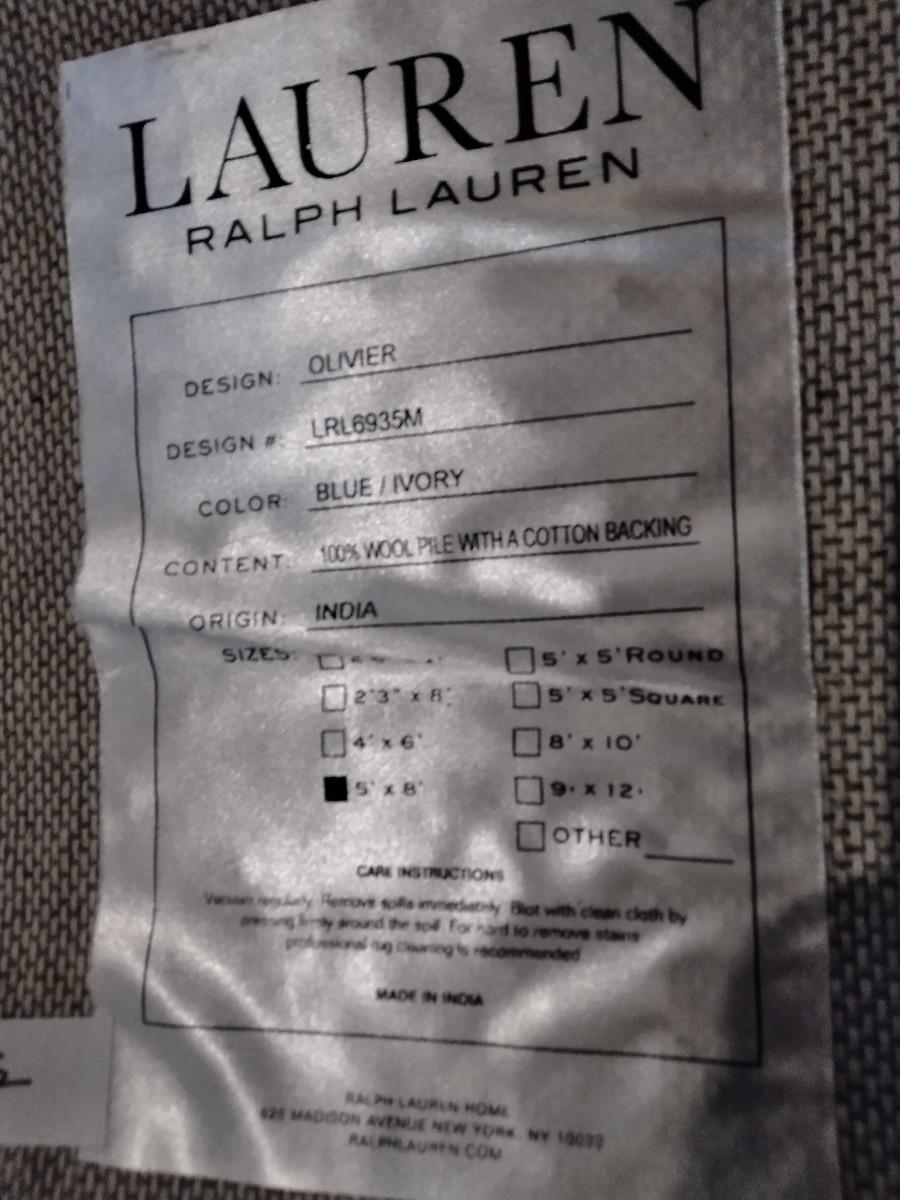 LAUREN
RALPH LAUREN
DESIGN: OLIVIER
DESIGN #: LRL6935M
COLOR: BLUE / IVORY
CONTENT: 100% WOOL PILE WITH A COTTON BACKING
ORIGIN: INDIA
SIZES: 5' x 5' ROUND
2'3" x 8' 5' x 5' SQUARE
4' x 6' 8' x 10'
5' x 8' 9' x 12'
OTHER
CARE INSTRUCTIONS
Vacuum regularly. Remove spills immediately. Blot with clean cloth by
pressing firmly around the spill. For hard to remove stains
professional rug cleaning is recommended
MADE IN INDIA
RALPH LAUREN HOME
625 MADISON AVENUE NEW YORK, NY
RALPHLAUREN.COM